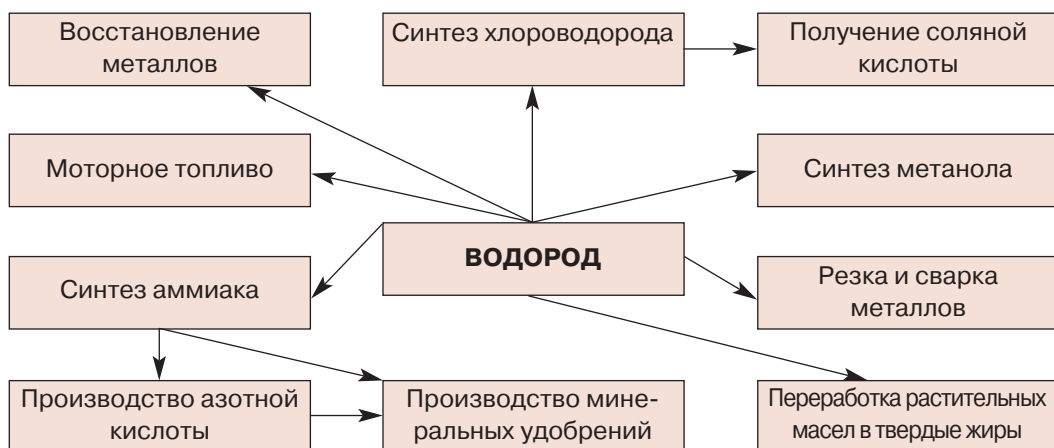 Восстановление
металлов
Синтез хлороводорода
Получение соляной
кислоты
Моторное топливо
Синтез метанола
ВОДОРОД
Синтез аммиака
Резка и сварка
металлов
Производство азотной
кислоты
Производство мине-
ральных удобрений
Переработка растительных
масел в твердые жиры